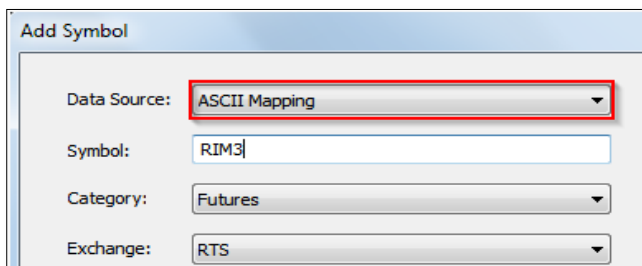 Add Symbol
Data Source: ASCII Mapping
Symbol: RIM3
Category: Futures
Exchange: RTS